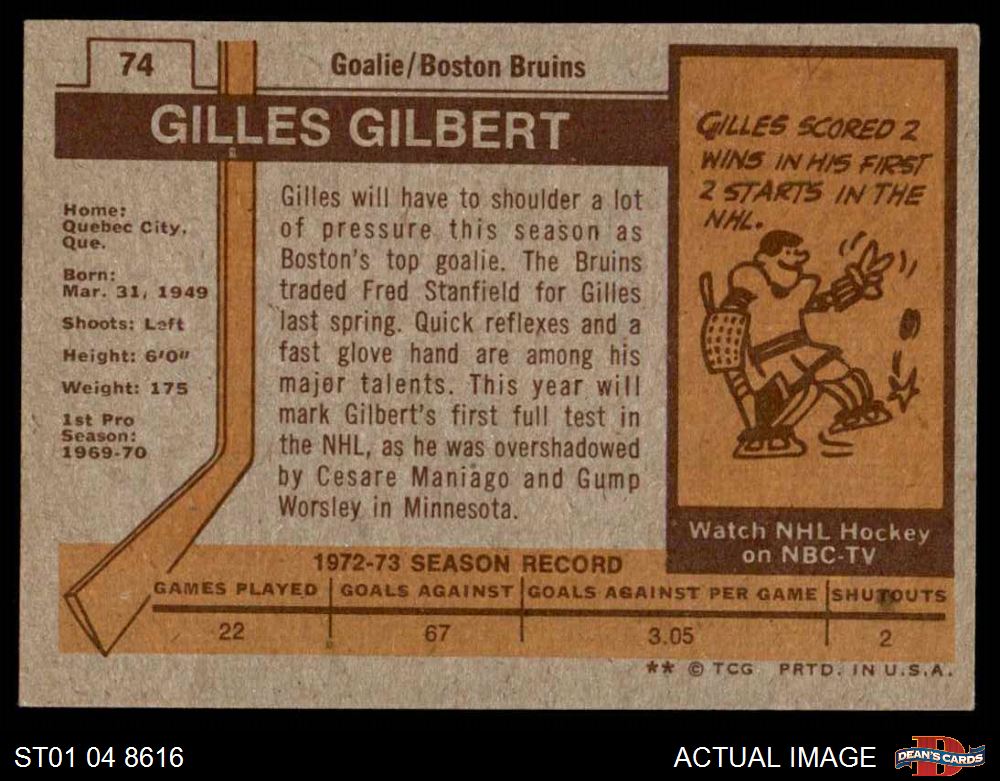 74
Goalie/Boston Bruins
GILLES GILBERT
Home:
Quebec City,
Que.
Born:
Mar. 31, 1949
Shoots: Left
Height: 6'0"
Weight: 175
1st Pro
Season:
1969-70
Gilles will have to shoulder a lot
of pressure this season as
Boston's top goalie. The Bruins
traded Fred Stanfield for Gilles
last spring. Quick reflexes and a
fast glove hand are among his
major talents. This year will
mark Gilbert's first full test in
the NHL, as he was overshadowed
by Cesare Maniago and Gump
Worsley in Minnesota.
GILLES SCORED 2
WINS IN HIS FIRST
2 STARTS IN THE
NHL.
Watch NHL Hockey
on NBC-TV
1972-73 SEASON RECORD
GAMES PLAYED GOALS AGAINST GOALS AGAINST PER GAME SHUTOUTS
22 67 3.05 2
** © TCG PRTD. IN U.S.A.
ST01 04 8616
ACTUAL IMAGE
DEAN'S CARDS